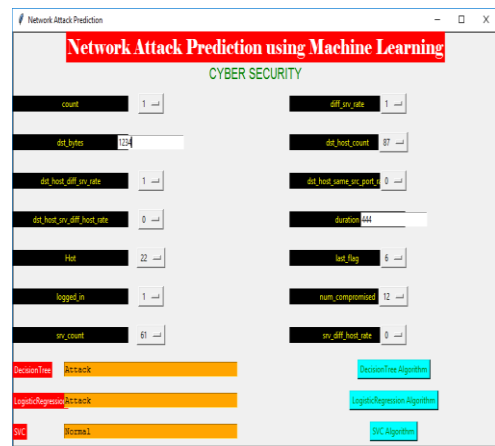 Network Attack Prediction
Network Attack Prediction using Machine Learning
CYBER SECURITY
count 1 diff_srv_rate 1
dst_bytes 1234 dst_host_count 87
dst_host_diff_srv_rate 1 dst_host_same_src_port_r 0
dst_host_srv_diff_host_rate 0 duration 444
Hot 22 last_flag 6
logged_in 1 num_compromised 12
srv_count 61 srv_diff_host_rate 0
DecisionTree Attack DecisionTree Algorithm
LogisticRegression Attack LogisticRegression Algorithm
SVC Normal SVC Algorithm